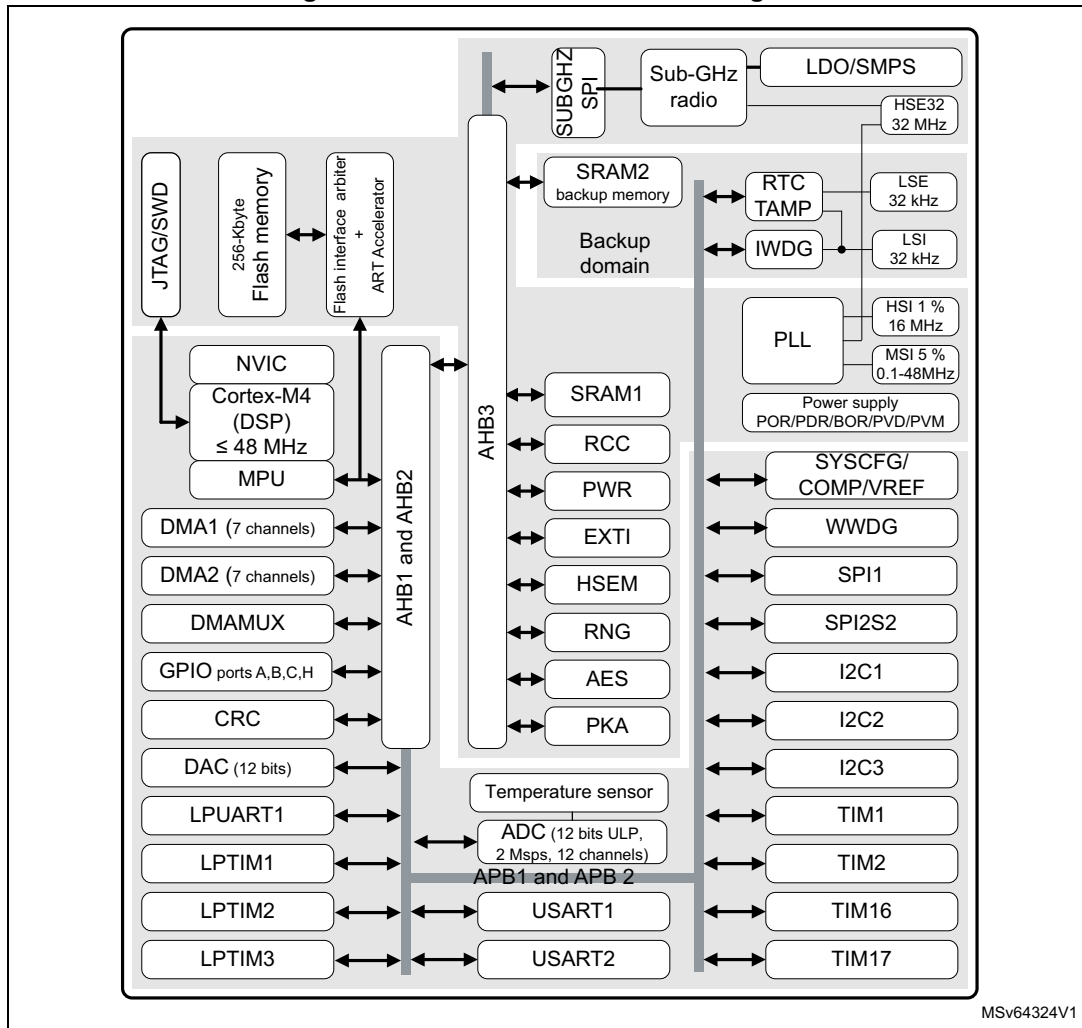 SUBGHZ
SPI
Sub-GHz
radio
LDO/SMPS
HSE32
32 MHz
JTAG/SWD
256-Kbyte
Flash memory
Flash interface arbiter
+
ART Accelerator
SRAM2
backup memory
RTC
TAMP
LSE
32 kHz
Backup
domain
IWDG
LSI
32 kHz
PLL
HSI 1 %
16 MHz
MSI 5 %
0.1-48MHz
Power supply
POR/PDR/BOR/PVD/PVM
NVIC
Cortex-M4
(DSP)
≤ 48 MHz
MPU
DMA1 (7 channels)
DMA2 (7 channels)
DMAMUX
GPIO ports A,B,C,H
CRC
DAC (12 bits)
LPUART1
LPTIM1
LPTIM2
LPTIM3
AHB1 and AHB2
AHB3
SRAM1
RCC
PWR
EXTI
HSEM
RNG
AES
PKA
Temperature sensor
ADC (12 bits ULP,
2 Msps, 12 channels)
APB1 and APB 2
USART1
USART2
SYSCFG/
COMP/VREF
WWDG
SPI1
SPI2S2
I2C1
I2C2
I2C3
TIM1
TIM2
TIM16
TIM17
MSv64324V1